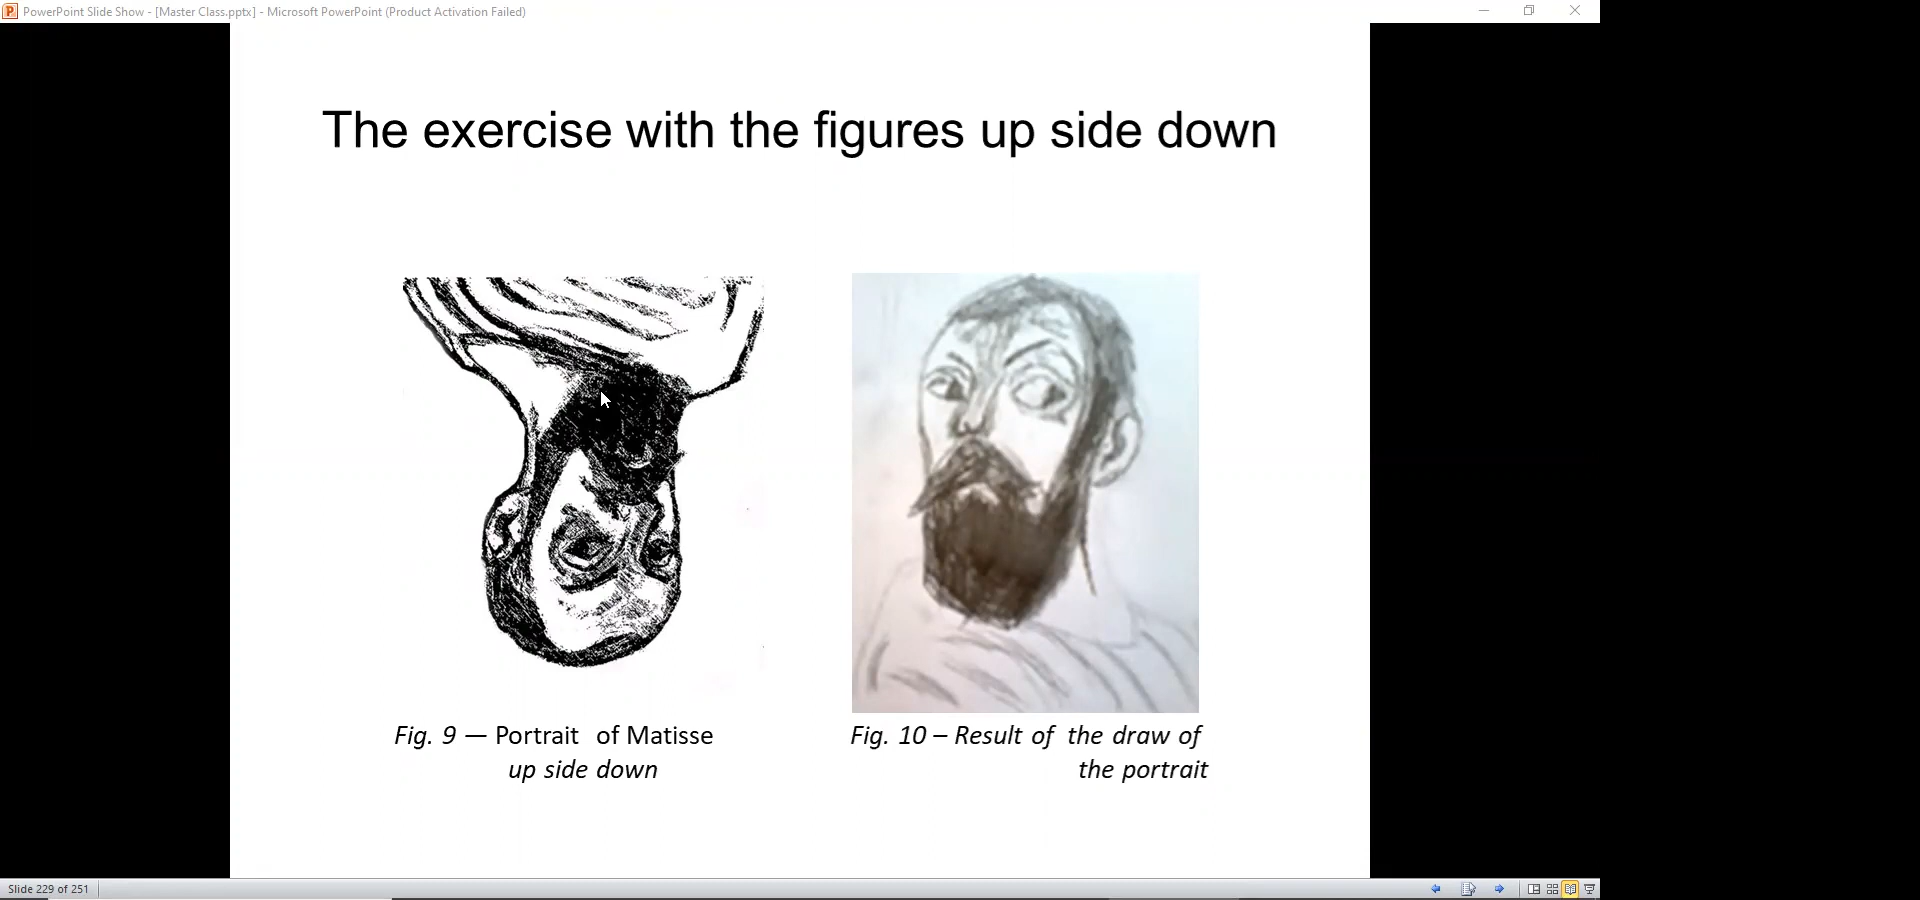 PowerPoint Slide Show - [Master Class.pptx] - Microsoft PowerPoint (Product Activation Failed)
The exercise with the figures up side down
Fig. 9 — Portrait of Matisse
up side down
Fig. 10 – Result of the draw of
the portrait
Slide 229 of 251